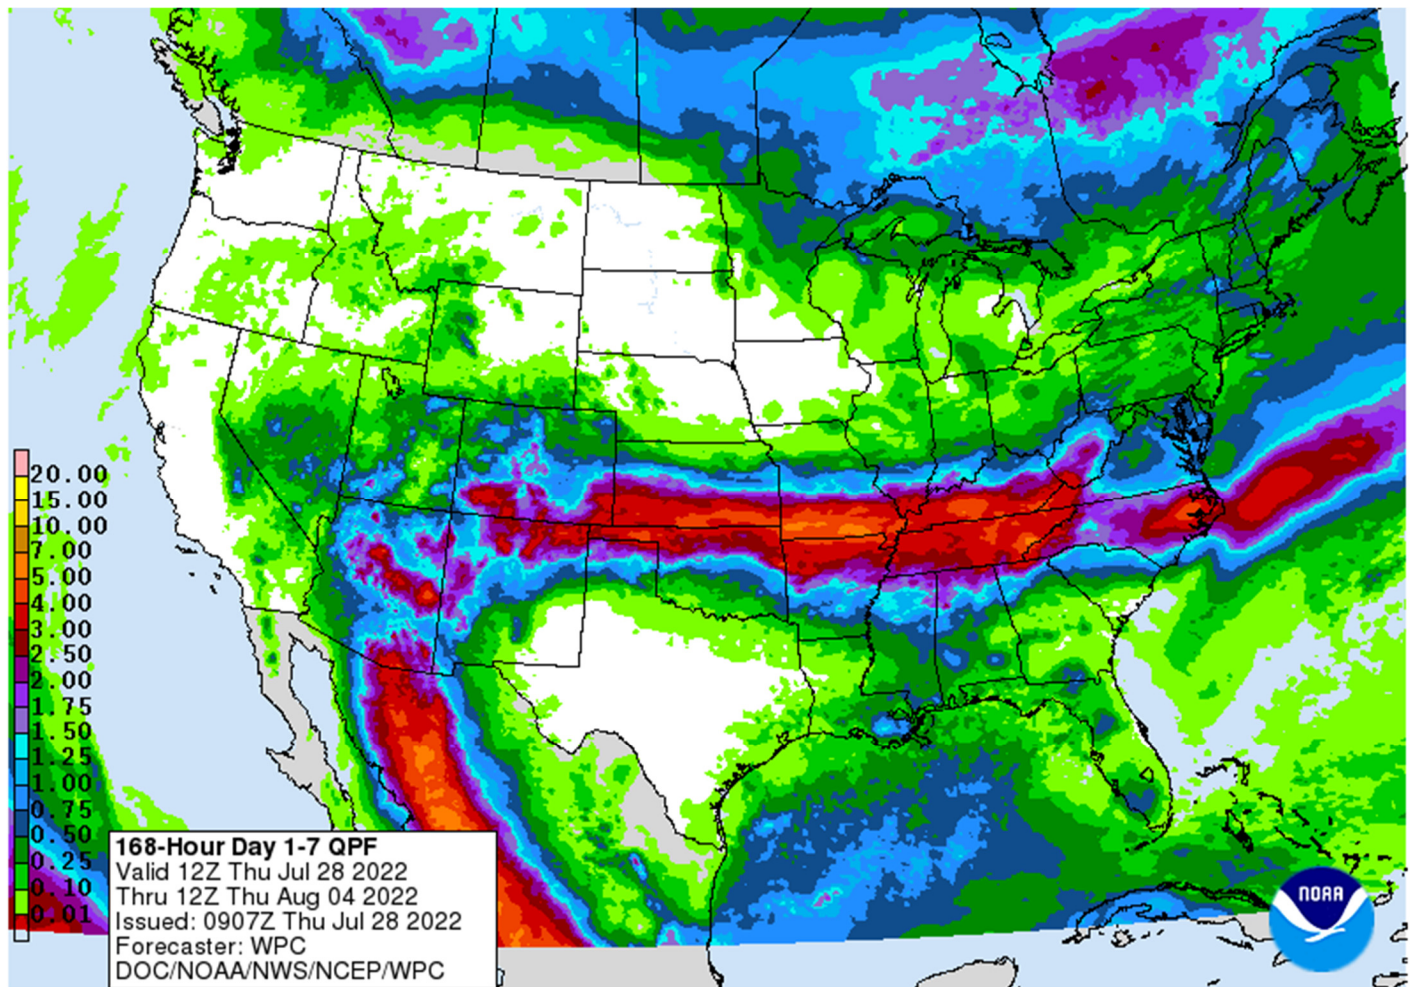 20.00
15.00
10.00
7.00
5.00
4.00
3.00
2.50
2.00
1.75
1.50
1.25
1.00
0.75
0.50
0.25
0.10
0.01
168-Hour Day 1-7 QPF
Valid 12Z Thu Jul 28 2022
Thru 12Z Thu Aug 04 2022
Issued: 0907Z Thu Jul 28 2022
Forecaster: WPC
DOC/NOAA/NWS/NCEP/WPC
NOAA